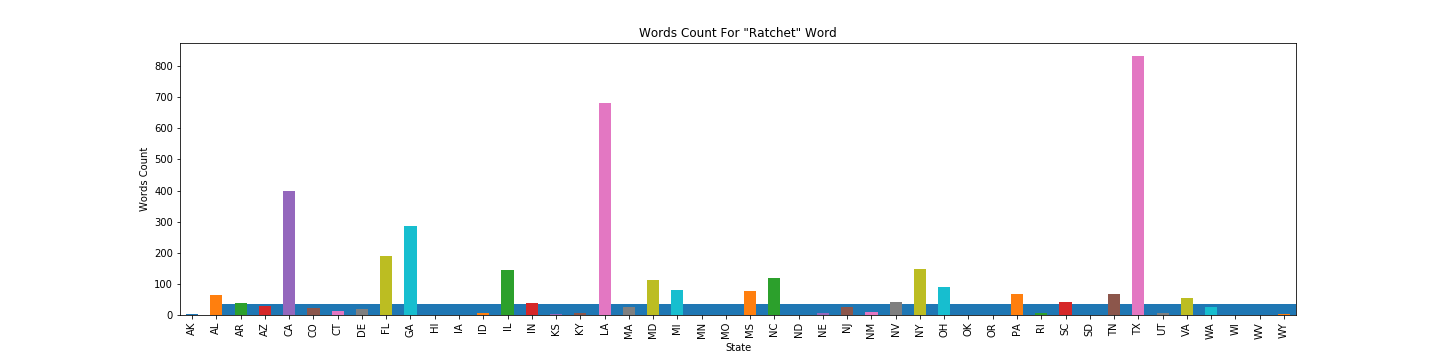 Words Count For "Ratchet" Word
Words Count
800
700
600
500
400
300
200
100
0
AK AL AR AZ CA CO CT DE FL GA HI IA ID IL IN KS KY LA MA MD MI MN MO MS NC ND NE NJ NM NV NY OH OK OR PA RI SC SD TN TX UT VA WA WI WV WY
State